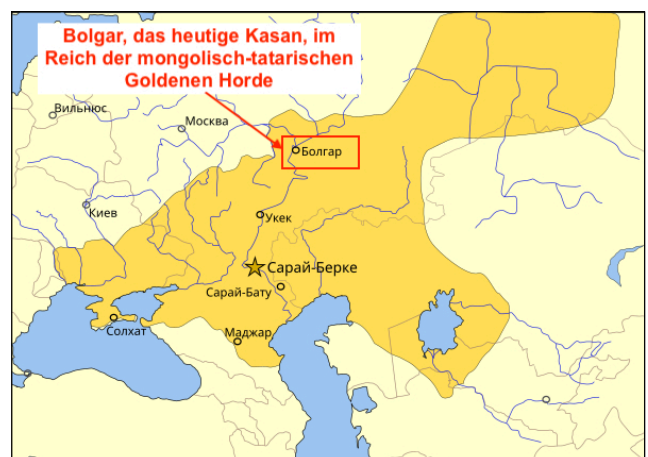 Bolgar, das heutige Kasan, im
Reich der mongolisch-tatarischen
Goldenen Horde
Вильнюс
Москва
Болгар
Киев
Укек
Сарай-Берке
Сарай-Бату
Солхат
Маджар